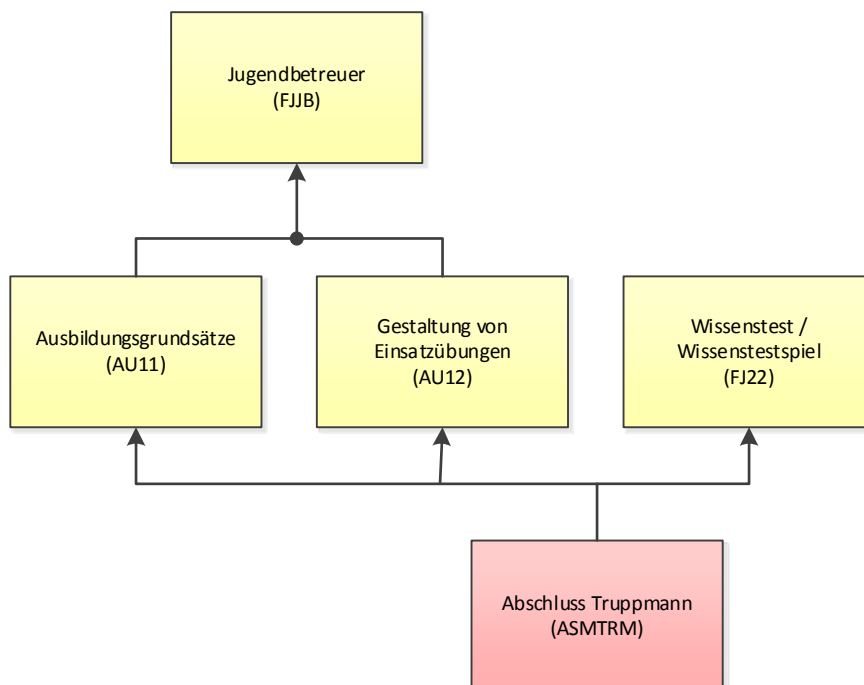 Jugendbetreuer
(FJJB)
Ausbildungsgrundsätze
(AU11)
Gestaltung von
Einsatzübungen
(AU12)
Wissenstest /
Wissenstestspiel
(FJ22)
Abschluss Truppmann
(ASMTRM)